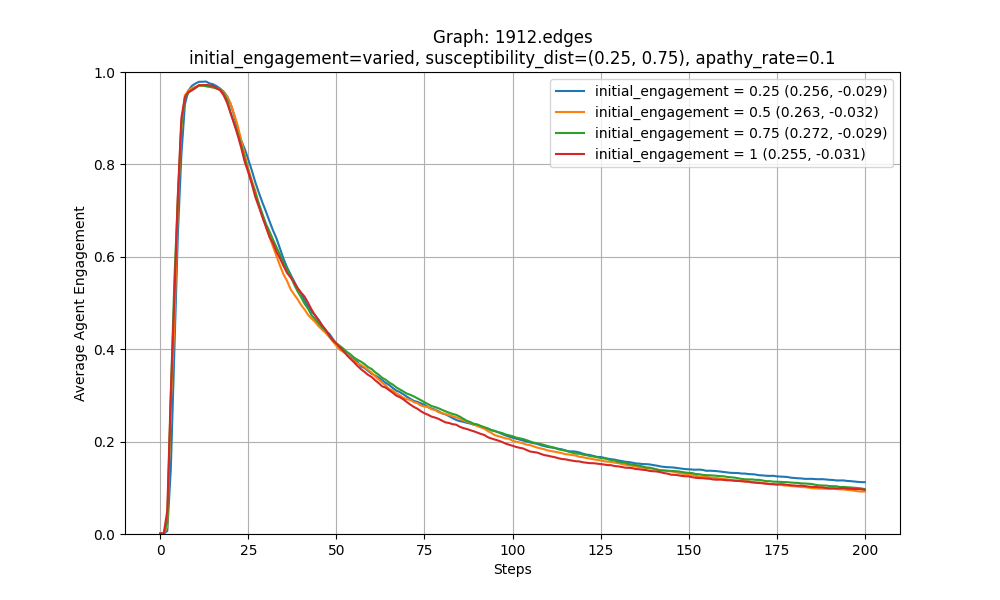 Graph: 1912.edges
initial_engagement=varied, susceptibility_dist=(0.25, 0.75), apathy_rate=0.1
1.0
0.8
0.6
0.4
0.2
0.0
Average Agent Engagement
initial_engagement = 0.25 (0.256, -0.029)
initial_engagement = 0.5 (0.263, -0.032)
initial_engagement = 0.75 (0.272, -0.029)
initial_engagement = 1 (0.255, -0.031)
0 25 50 75 100 125 150 175 200
Steps